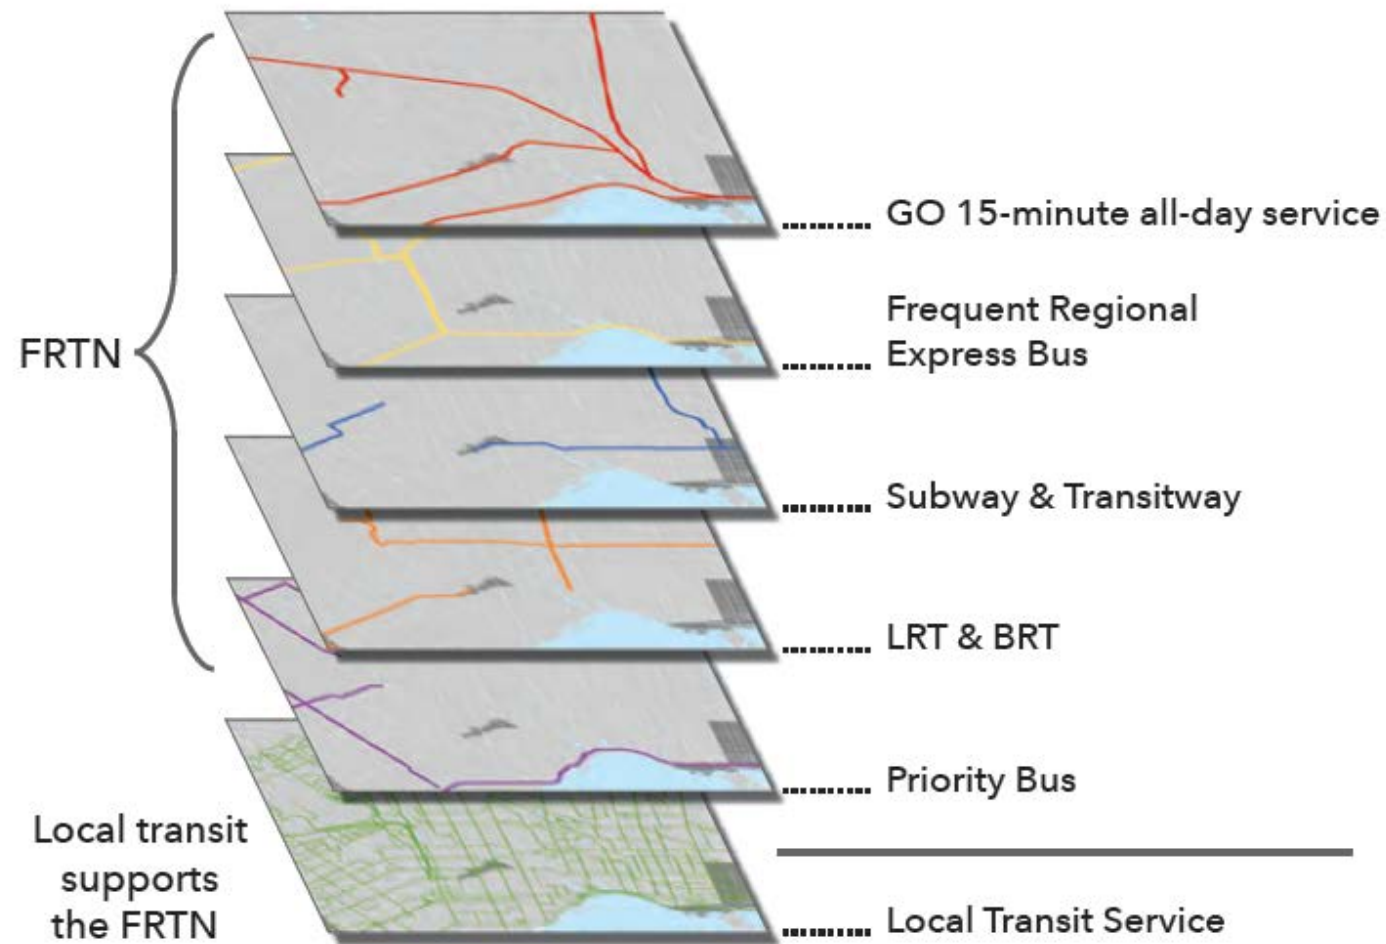 GO 15-minute all-day service
Frequent Regional
Express Bus
FRTN
Subway & Transitway
LRT & BRT
Priority Bus
Local transit
supports
the FRTN
Local Transit Service